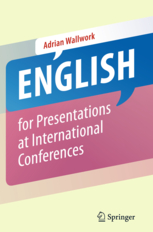 Adrian Wallwork
ENGLISH
for Presentations
at International
Conferences
Springer